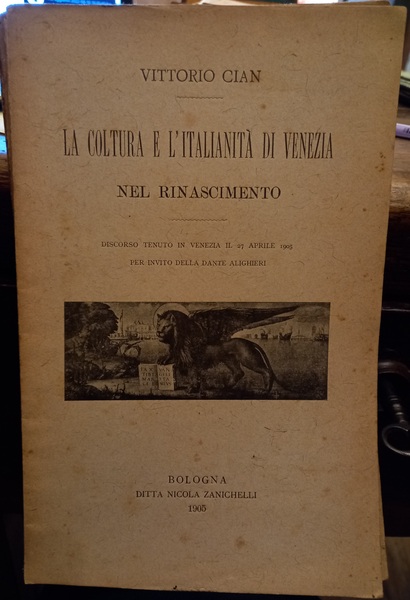 VITTORIO CIAN
LA COLTURA E L'ITALIANITÀ DI VENEZIA
NEL RINASCIMENTO
DISCORSO TENUTO IN VENEZIA IL 27 APRILE 1905
PER INVITO DELLA DANTE ALIGHIERI
BOLOGNA
DITTA NICOLA ZANICHELLI
1905